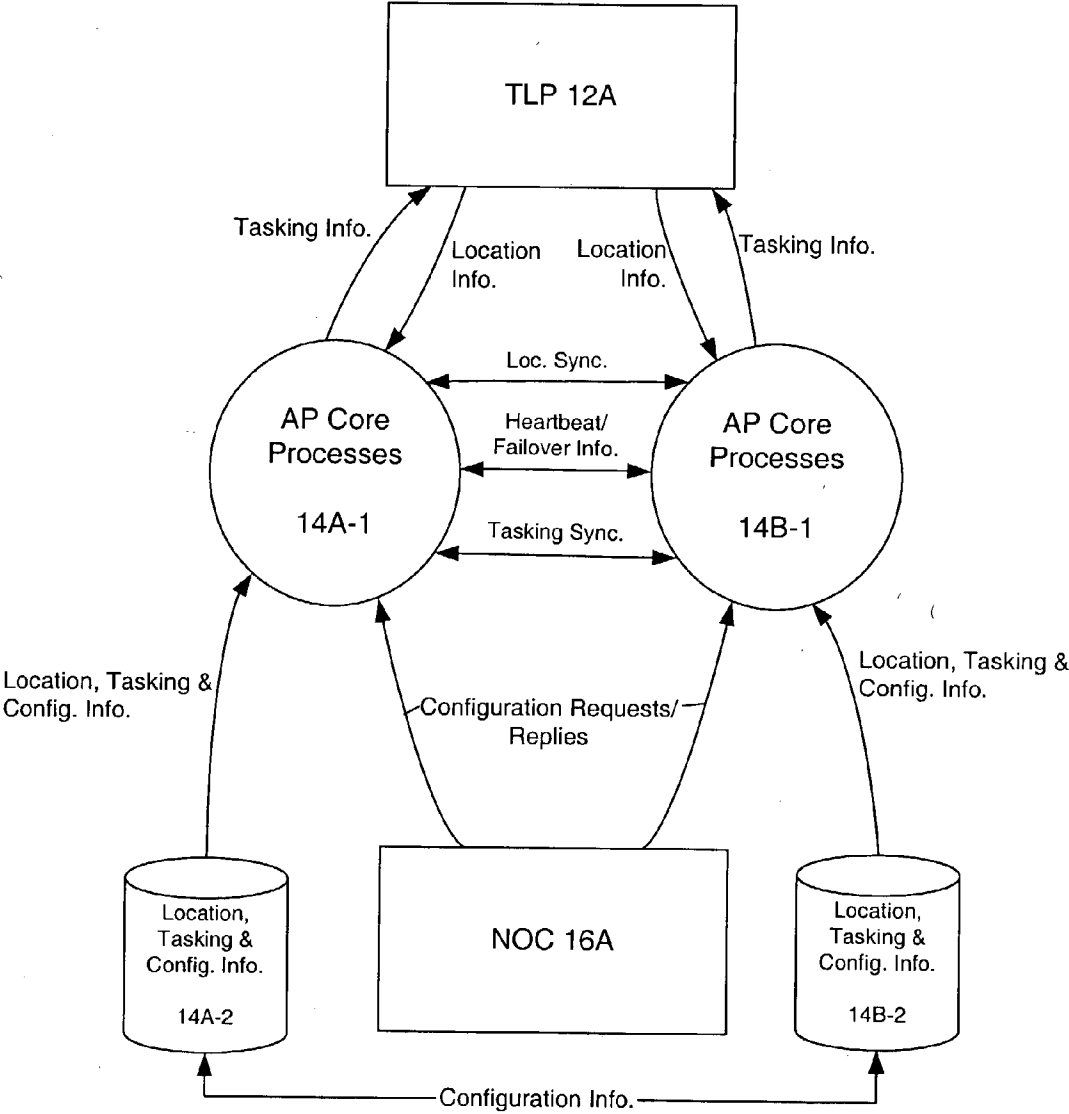 TLP 12A
Tasking Info.
Location
Info.
Location
Info.
Tasking Info.
Loc. Sync.
AP Core
Processes
14A-1
Heartbeat/
Failover Info.
AP Core
Processes
14B-1
Tasking Sync.
Location, Tasking &
Config. Info.
Configuration Requests/
Replies
Location, Tasking &
Config. Info.
Location,
Tasking &
Config. Info.
14A-2
NOC 16A
Location,
Tasking &
Config. Info.
14B-2
Configuration Info.